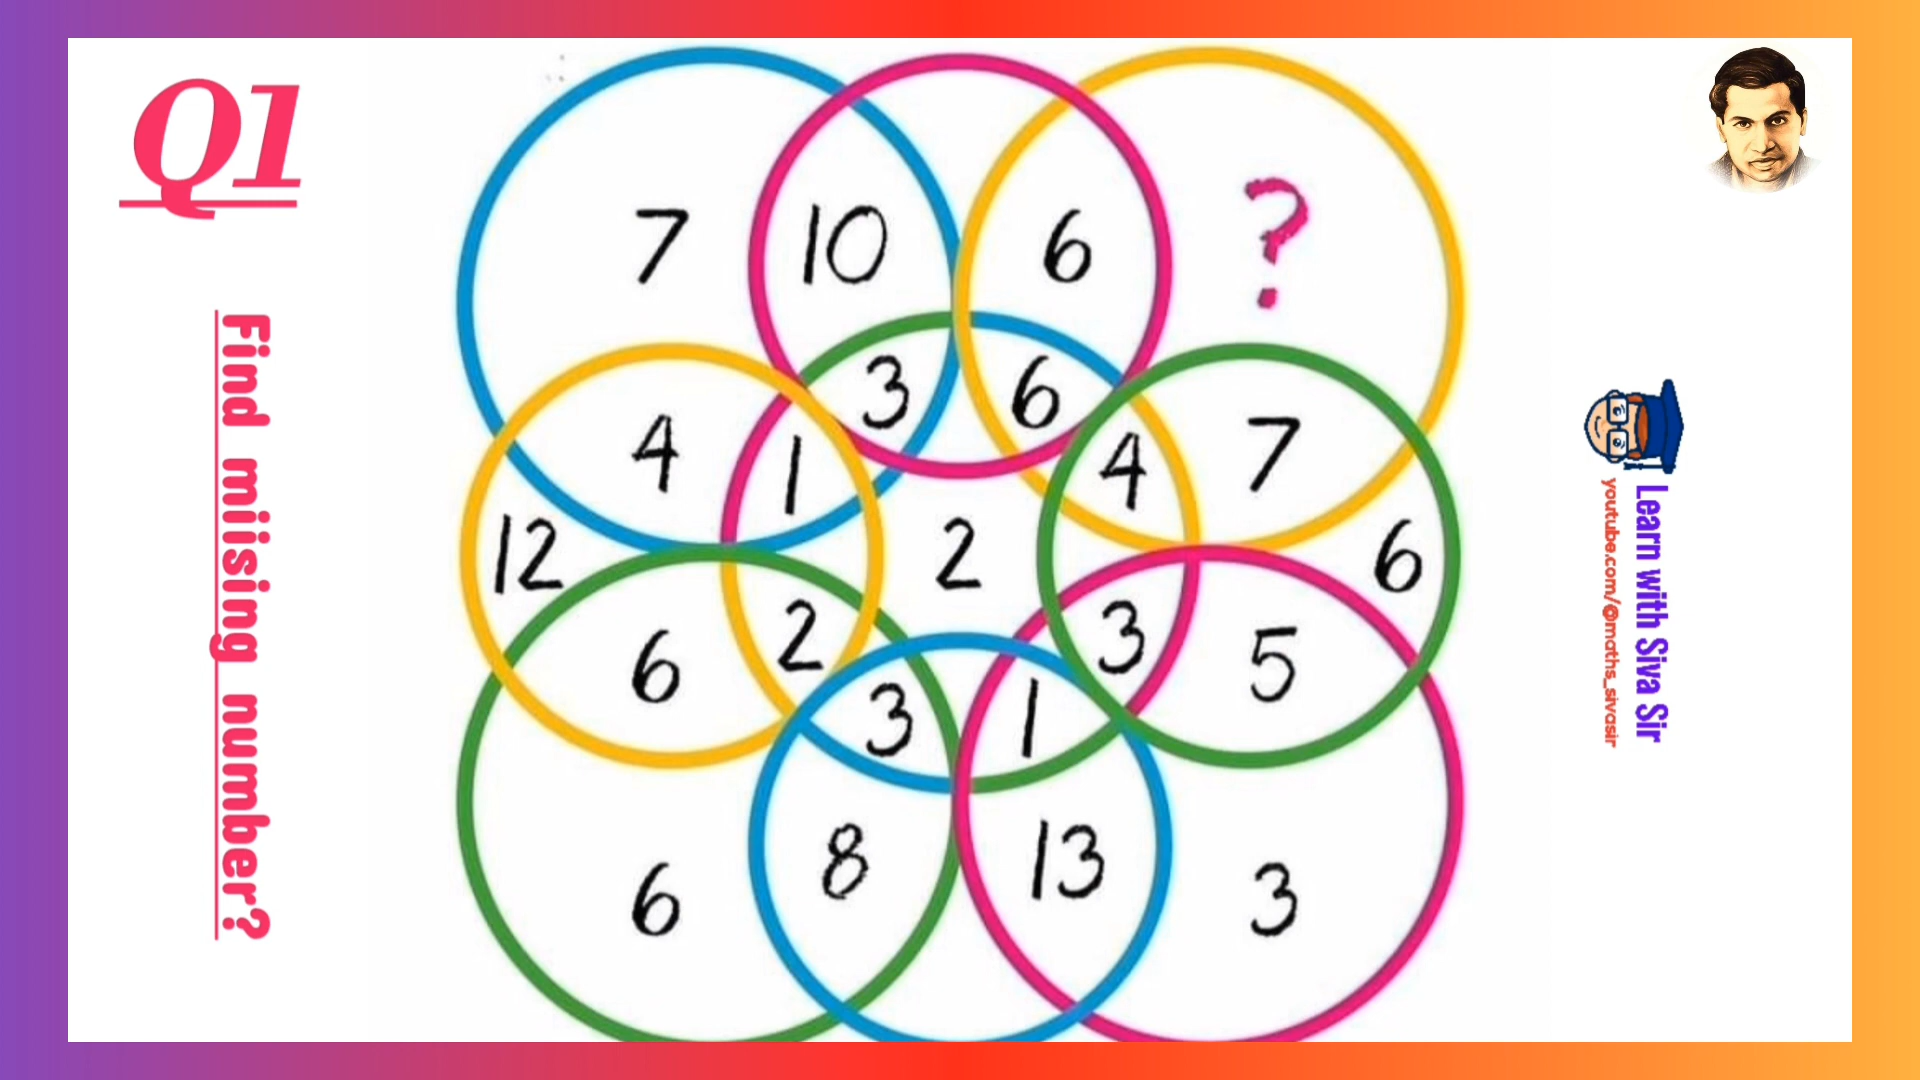 Q1
Find miising number?
7 10 6 ?
3 6
4 1 4 7
12 2 6
6 2 3 5
3 1
6 8 13 3
Learn with Siva Sir
youtube.com/@maths_sivasir